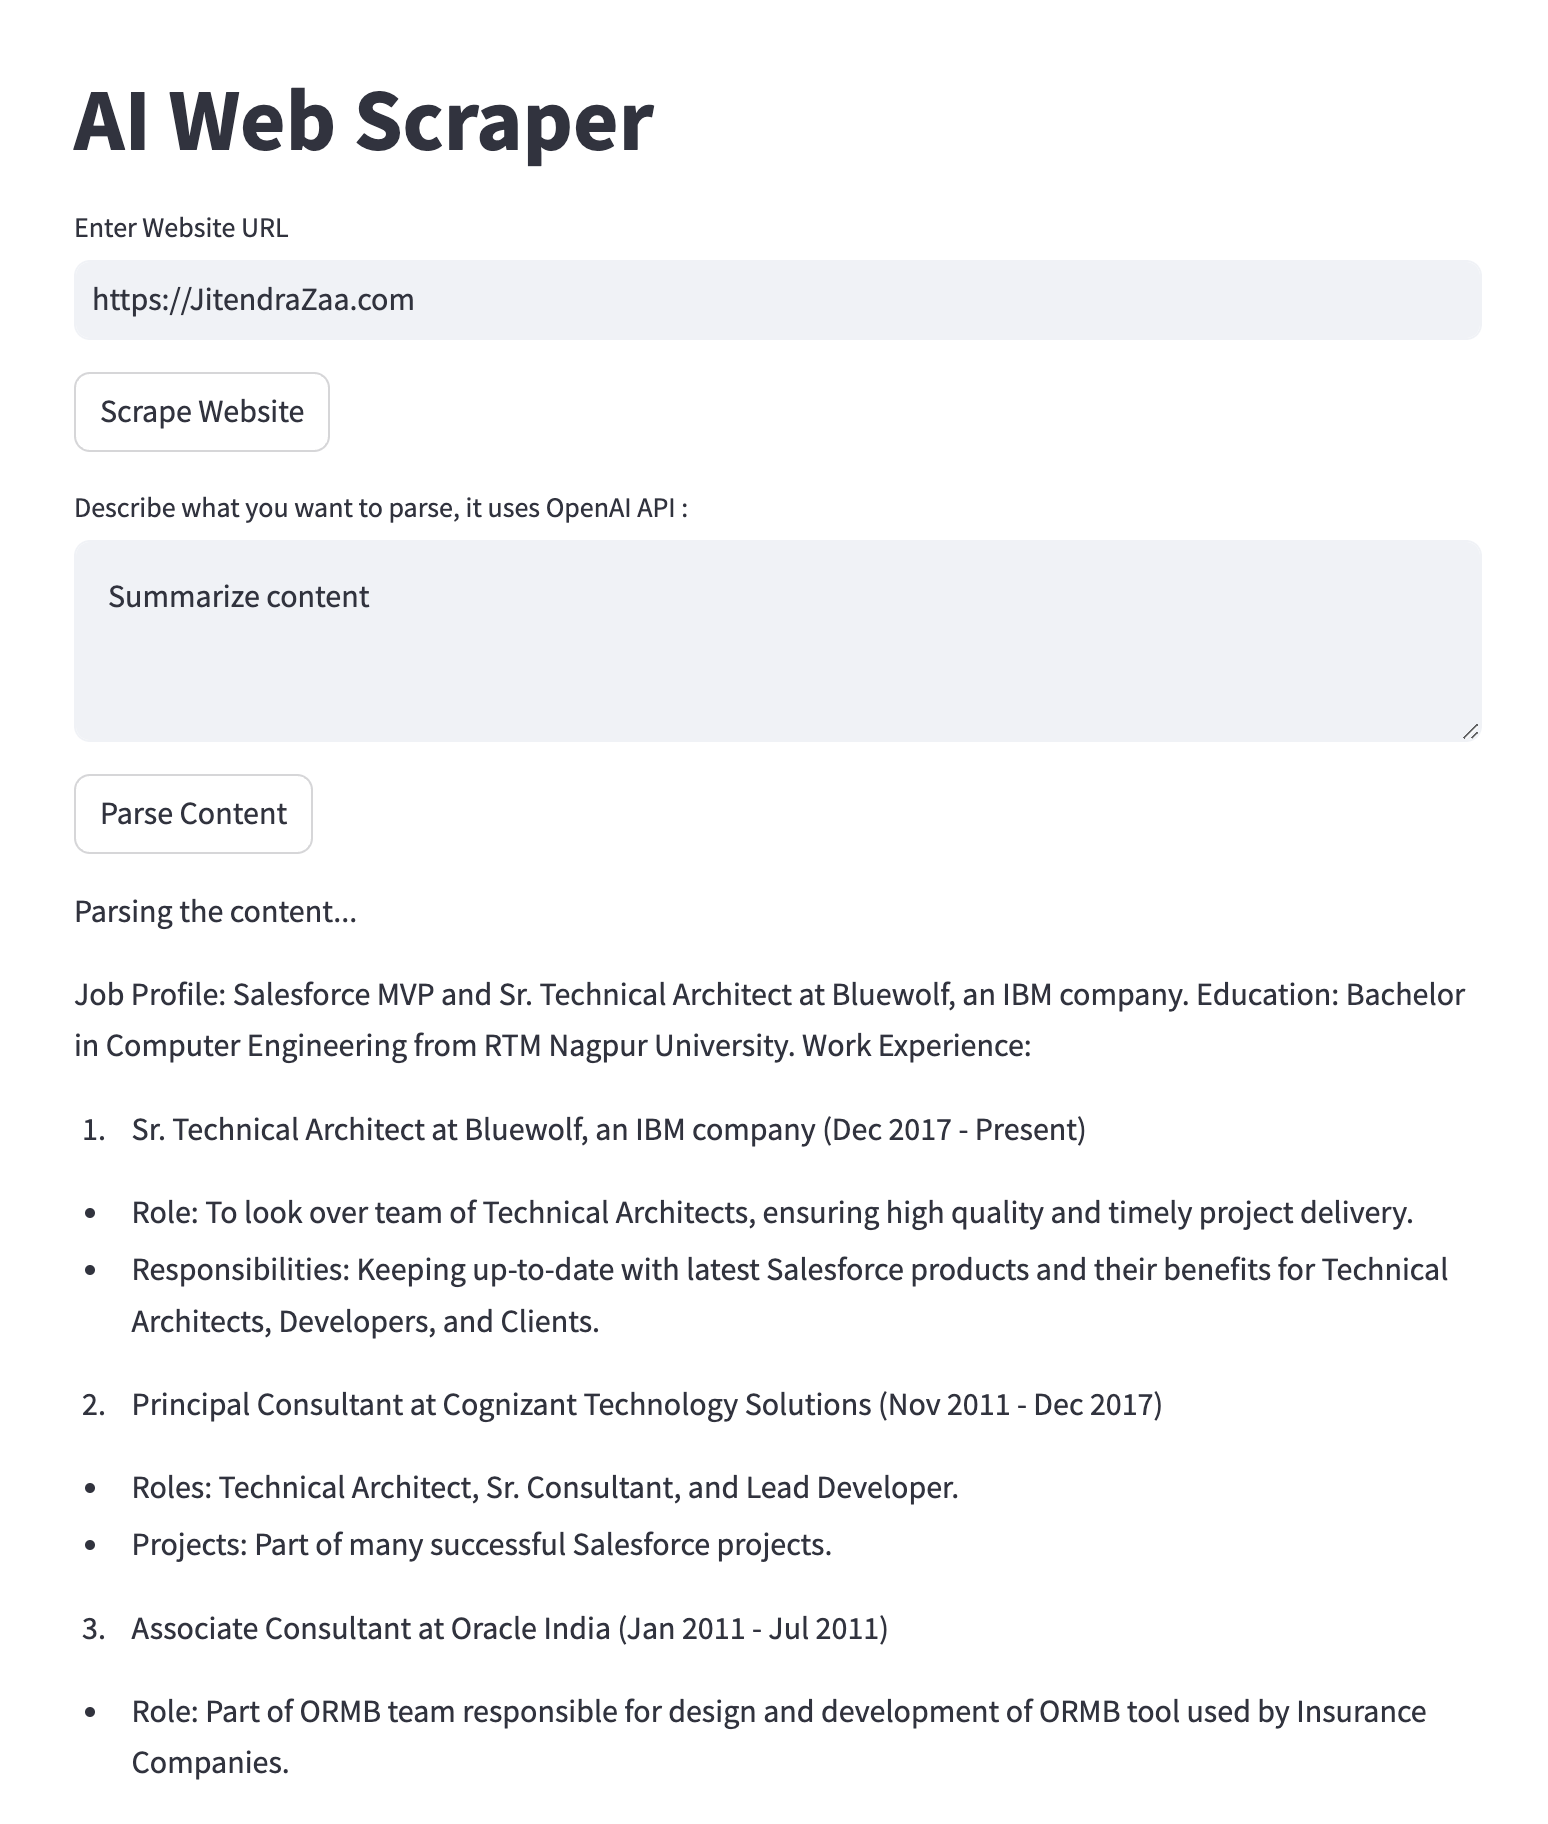 AI Web Scraper
Enter Website URL
https://JitendraZaa.com
Scrape Website
Describe what you want to parse, it uses OpenAI API :
Summarize content
Parse Content
Parsing the content...
Job Profile: Salesforce MVP and Sr. Technical Architect at Bluewolf, an IBM company. Education: Bachelor
in Computer Engineering from RTM Nagpur University. Work Experience:
1. Sr. Technical Architect at Bluewolf, an IBM company (Dec 2017 - Present)
• Role: To look over team of Technical Architects, ensuring high quality and timely project delivery.
• Responsibilities: Keeping up-to-date with latest Salesforce products and their benefits for Technical
Architects, Developers, and Clients.
2. Principal Consultant at Cognizant Technology Solutions (Nov 2011 - Dec 2017)
• Roles: Technical Architect, Sr. Consultant, and Lead Developer.
• Projects: Part of many successful Salesforce projects.
3. Associate Consultant at Oracle India (Jan 2011 - Jul 2011)
• Role: Part of ORMB team responsible for design and development of ORMB tool used by Insurance
Companies.